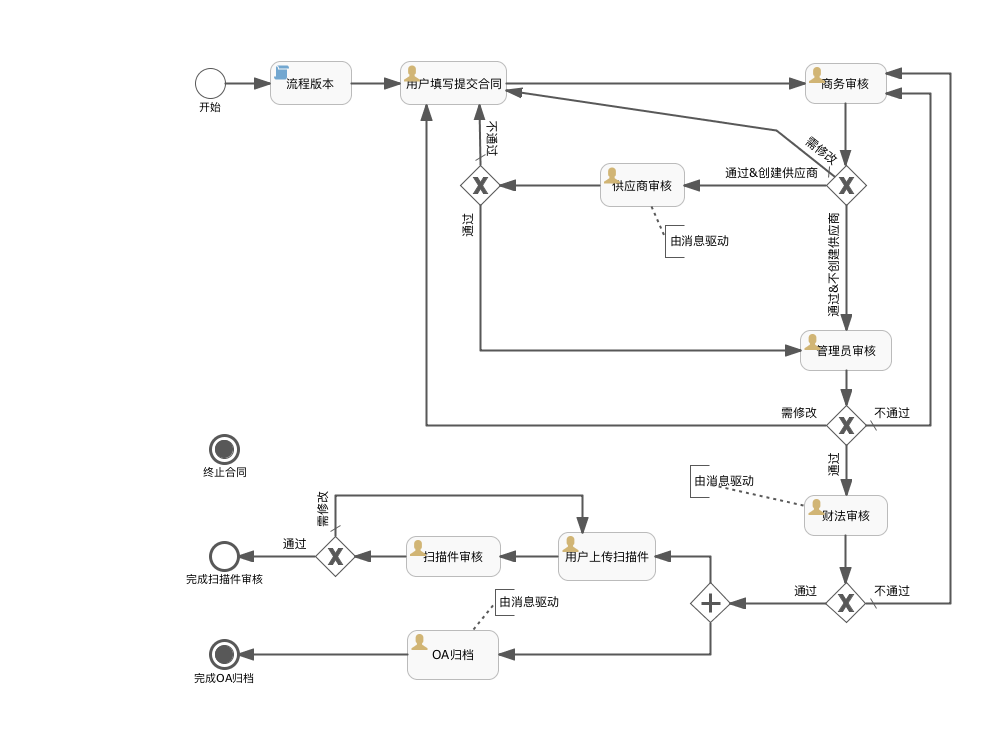 流程版本
用户填写提交合同
商务审核
开始
不通过
需修改
通过&创建供应商
供应商审核
通过
由消息驱动
通过&不创建供应商
管理员审核
需修改
不通过
通过
终止合同
由消息驱动
财法审核
需修改
通过
扫描件审核
用户上传扫描件
完成扫描件审核
通过
不通过
由消息驱动
OA归档
完成OA归档